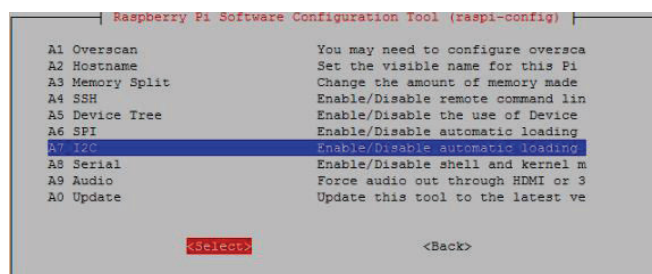 Raspberry Pi Software Configuration Tool (raspi-config)
A1 Overscan You may need to configure oversca
A2 Hostname Set the visible name for this Pi
A3 Memory Split Change the amount of memory made
A4 SSH Enable/Disable remote command lin
A5 Device Tree Enable/Disable the use of Device
A6 SPI Enable/Disable automatic loading
A7 I2C Enable/Disable automatic loading
A8 Serial Enable/Disable shell and kernel m
A9 Audio Force audio out through HDMI or 3
A0 Update Update this tool to the latest ve
<Select> <Back>